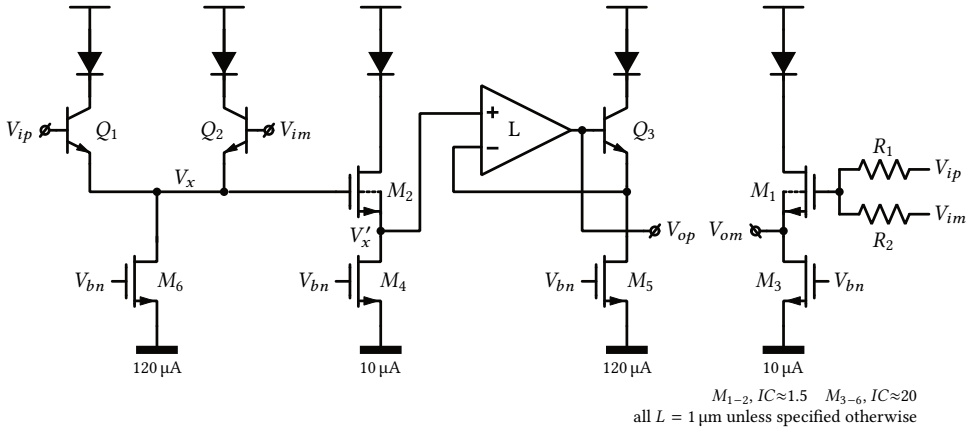 V_ip Q_1 Q_2 V_im + L − Q_3 R_1 V_ip
V_x M_2 M_1 V_im
R_2
V_x′ V_op V_om
V_bn M_6 V_bn M_4 V_bn M_5 M_3 V_bn
120 µA 10 µA 120 µA 10 µA
M_1−2, IC≈1.5 M_3−6, IC≈20
all L = 1 µm unless specified otherwise